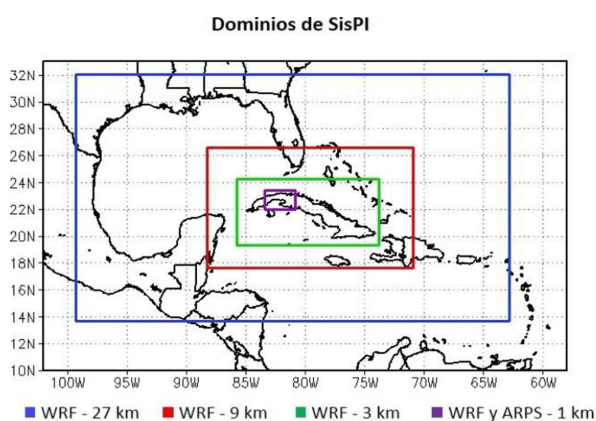 Dominios de SisPI
32N
30N
28N
26N
24N
22N
20N
18N
16N
14N
12N
10N
100W 95W 90W 85W 80W 75W 70W 65W 60W
WRF - 27 km WRF - 9 km WRF - 3 km WRF y ARPS - 1 km